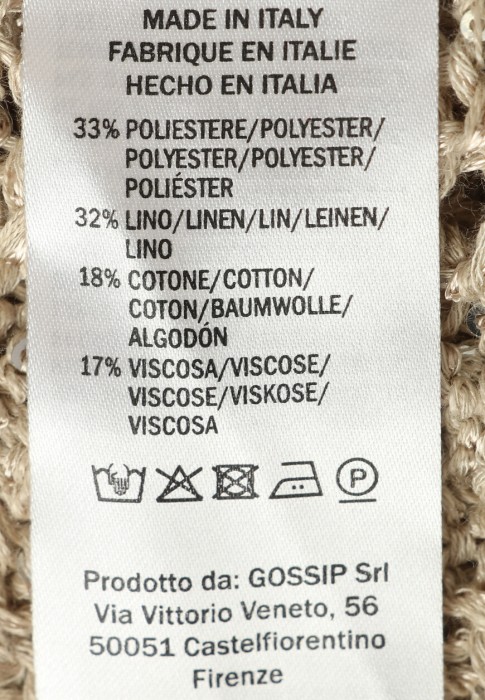 MADE IN ITALY
FABRIQUE EN ITALIE
HECHO EN ITALIA
33% POLIESTERE/POLYESTER/
POLYESTER/POLYESTER/
POLIÉSTER
32% LINO/LINEN/LIN/LEINEN/
LINO
18% COTONE/COTTON/
COTON/BAUMWOLLE/
ALGODÓN
17% VISCOSA/VISCOSE/
VISCOSE/VISKOSE/
VISCOSA
P
Prodotto da: GOSSIP Srl
Via Vittorio Veneto, 56
50051 Castelfiorentino
Firenze